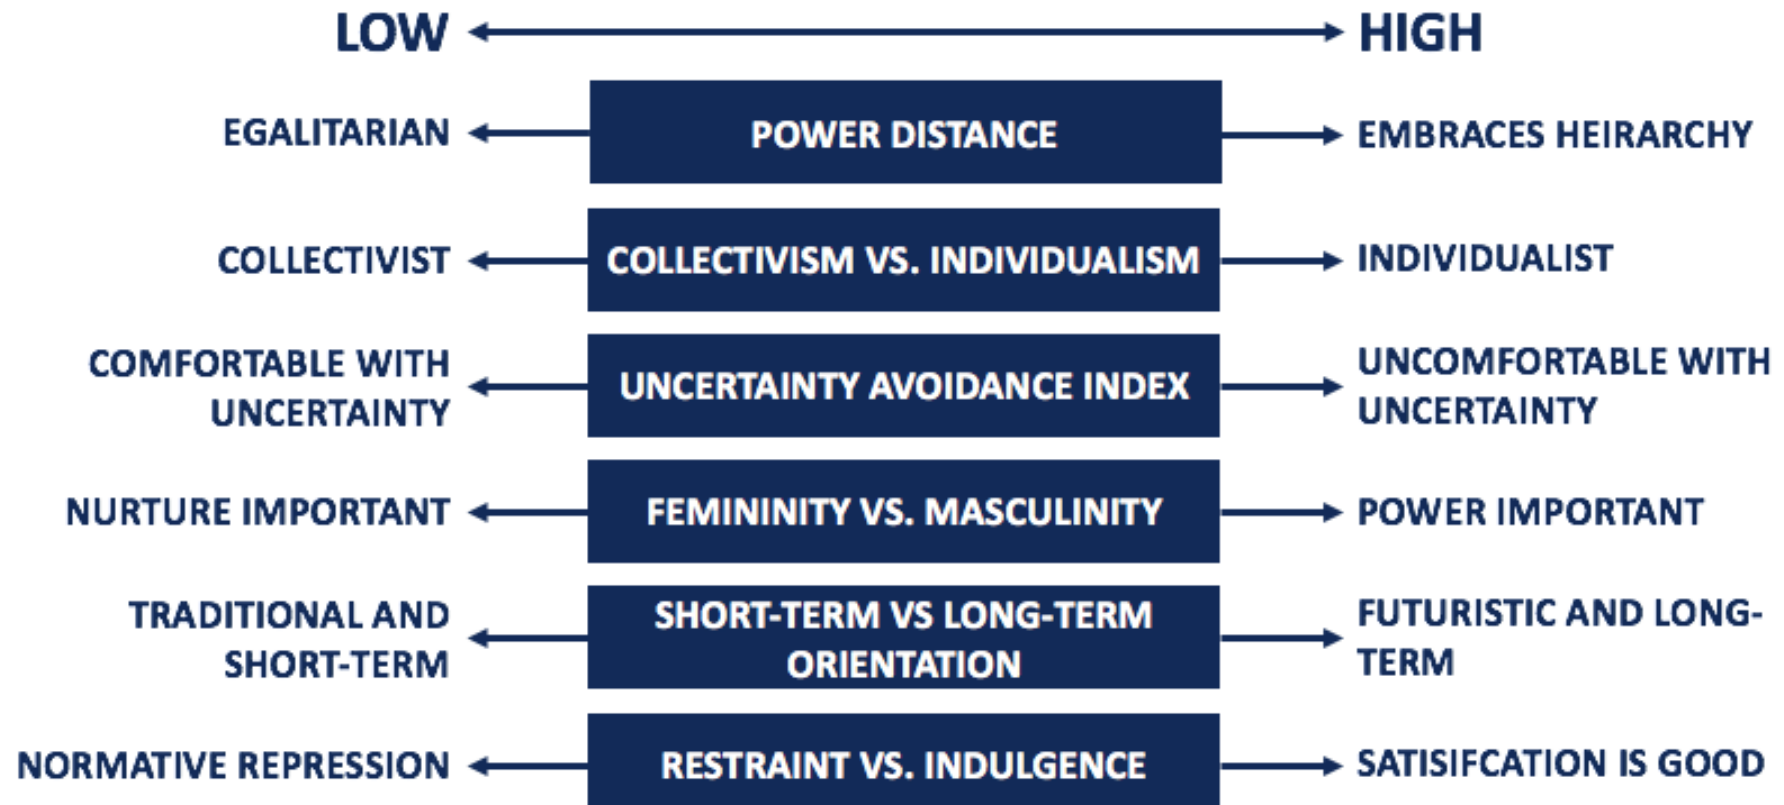 LOW HIGH
EGALITARIAN POWER DISTANCE EMBRACES HEIRARCHY
COLLECTIVIST COLLECTIVISM VS. INDIVIDUALISM INDIVIDUALIST
COMFORTABLE WITH
UNCERTAINTY
UNCERTAINTY AVOIDANCE INDEX
UNCOMFORTABLE WITH
UNCERTAINTY
NURTURE IMPORTANT FEMININITY VS. MASCULINITY POWER IMPORTANT
TRADITIONAL AND
SHORT-TERM
SHORT-TERM VS LONG-TERM
ORIENTATION
FUTURISTIC AND LONG-
TERM
NORMATIVE REPRESSION RESTRAINT VS. INDULGENCE SATISIFCATION IS GOOD